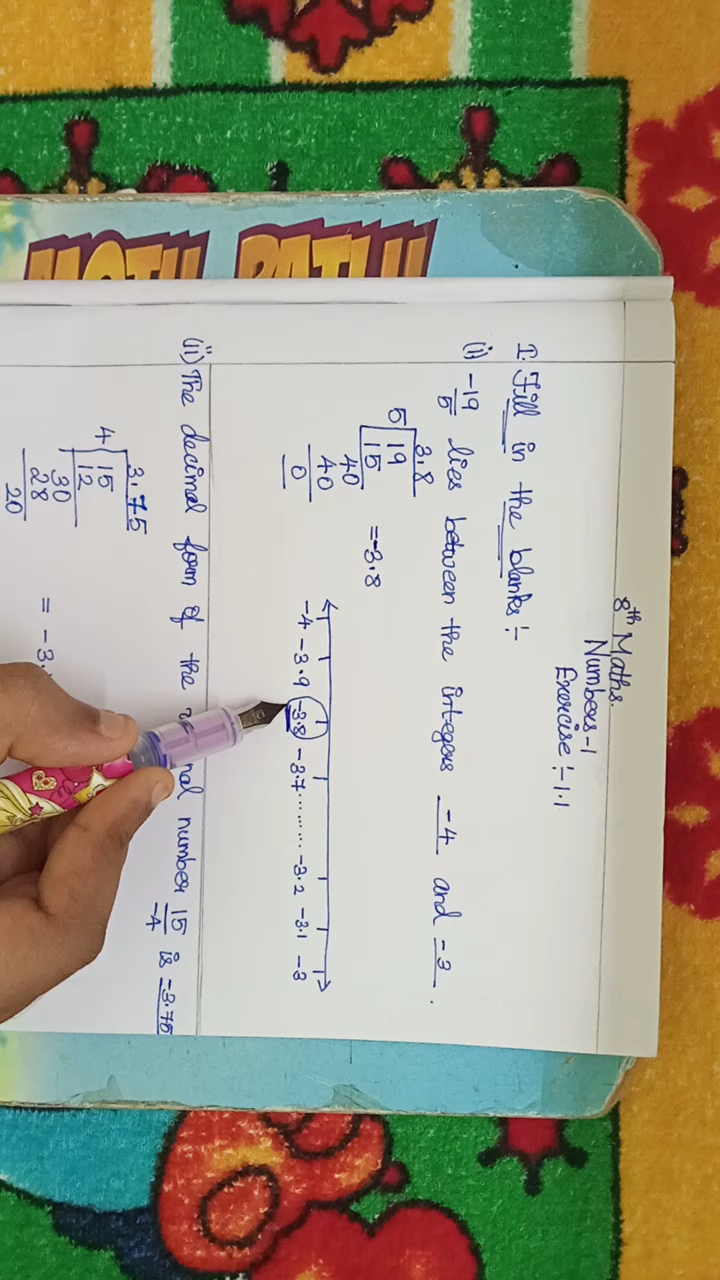 MOTU PATLU
8th Maths.
Numbers-1
Exercise :- 1.1
I. Fill in the blanks :-
(i) -19/5 lies between the integers -4 and -3.
3.8
5 19
15
40
40
0
= -3.8
-4 -3.9 -3.8 -3.7 ........ -3.2 -3.1 -3
(ii) The decimal form of the number 15/-4 is -3.75
3.75
4 15
12
30
28
20
= -3.